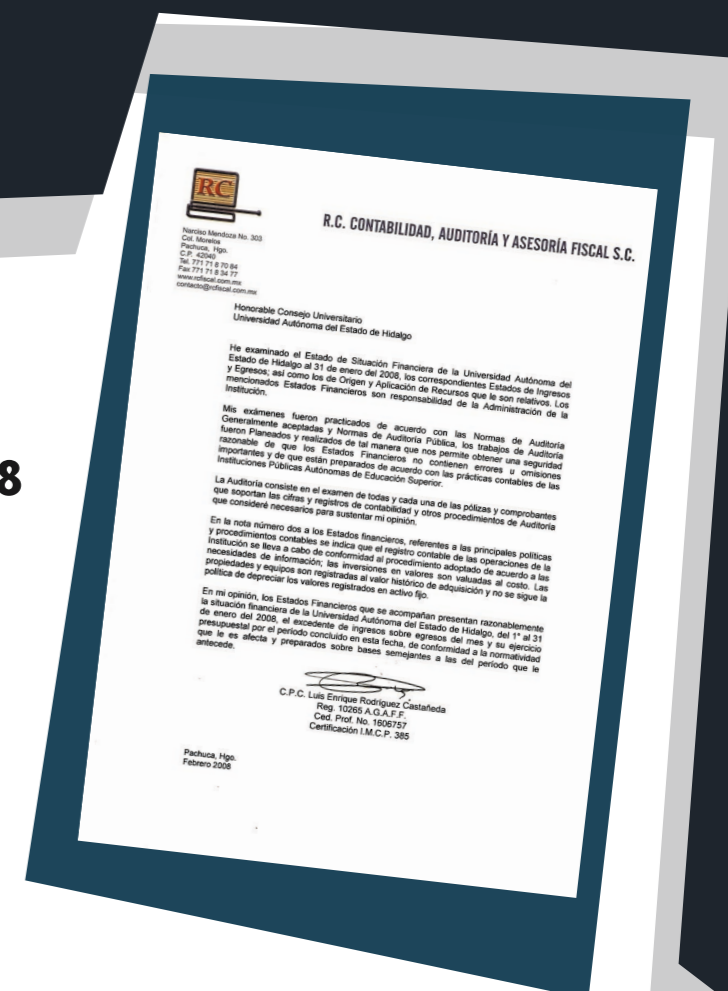 8
RC
R.C. CONTABILIDAD, AUDITORÍA Y ASESORÍA FISCAL S.C.
Narciso Mendoza No. 303
Col. Morelos
Pachuca, Hgo.
C.P. 42040
Tel. 771 71 8 70 84
Fax 771 71 8 34 77
www.rcfiscal.com.mx
contacto@rcfiscal.com.mx
Honorable Consejo Universitario
Universidad Autónoma del Estado de Hidalgo
He examinado el Estado de Situación Financiera de la Universidad Autónoma del
Estado de Hidalgo al 31 de enero del 2008, los correspondientes Estados de Ingresos
y Egresos; así como los de Origen y Aplicación de Recursos que le son relativos. Los
mencionados Estados Financieros son responsabilidad de la Administración de la
Institución.
Mis exámenes fueron practicados de acuerdo con las Normas de Auditoría
Generalmente aceptadas y Normas de Auditoría Pública, los trabajos de Auditoría
fueron Planeados y realizados de tal manera que nos permite obtener una seguridad
razonable de que los Estados Financieros no contienen errores u omisiones
importantes y de que están preparados de acuerdo con las prácticas contables de las
Instituciones Públicas Autónomas de Educación Superior.
La Auditoría consiste en el examen de todas y cada una de las pólizas y comprobantes
que soportan las cifras y registros de contabilidad y otros procedimientos de Auditoría
que consideré necesarios para sustentar mi opinión.
En la nota número dos a los Estados financieros, referentes a las principales políticas
y procedimientos contables se indica que el registro contable de las operaciones de la
Institución se lleva a cabo de conformidad al procedimiento adoptado de acuerdo a las
necesidades de información; las inversiones en valores son valuadas al costo. Las
propiedades y equipos son registradas al valor histórico de adquisición y no se sigue la
política de depreciar los valores registrados en activo fijo.
En mi opinión, los Estados Financieros que se acompañan presentan razonablemente
la situación financiera de la Universidad Autónoma del Estado de Hidalgo, del 1° al 31
de enero del 2008, el excedente de ingresos sobre egresos del mes y su ejercicio
presupuestal por el período concluido en esta fecha, de conformidad a la normatividad
que le es afecta y preparados sobre bases semejantes a las del período que le
antecede.
C.P.C. Luis Enrique Rodríguez Castañeda
Reg. 10265 A.G.A.F.F.
Ced. Prof. No. 1606757
Certificación I.M.C.P. 385
Pachuca, Hgo.
Febrero 2008